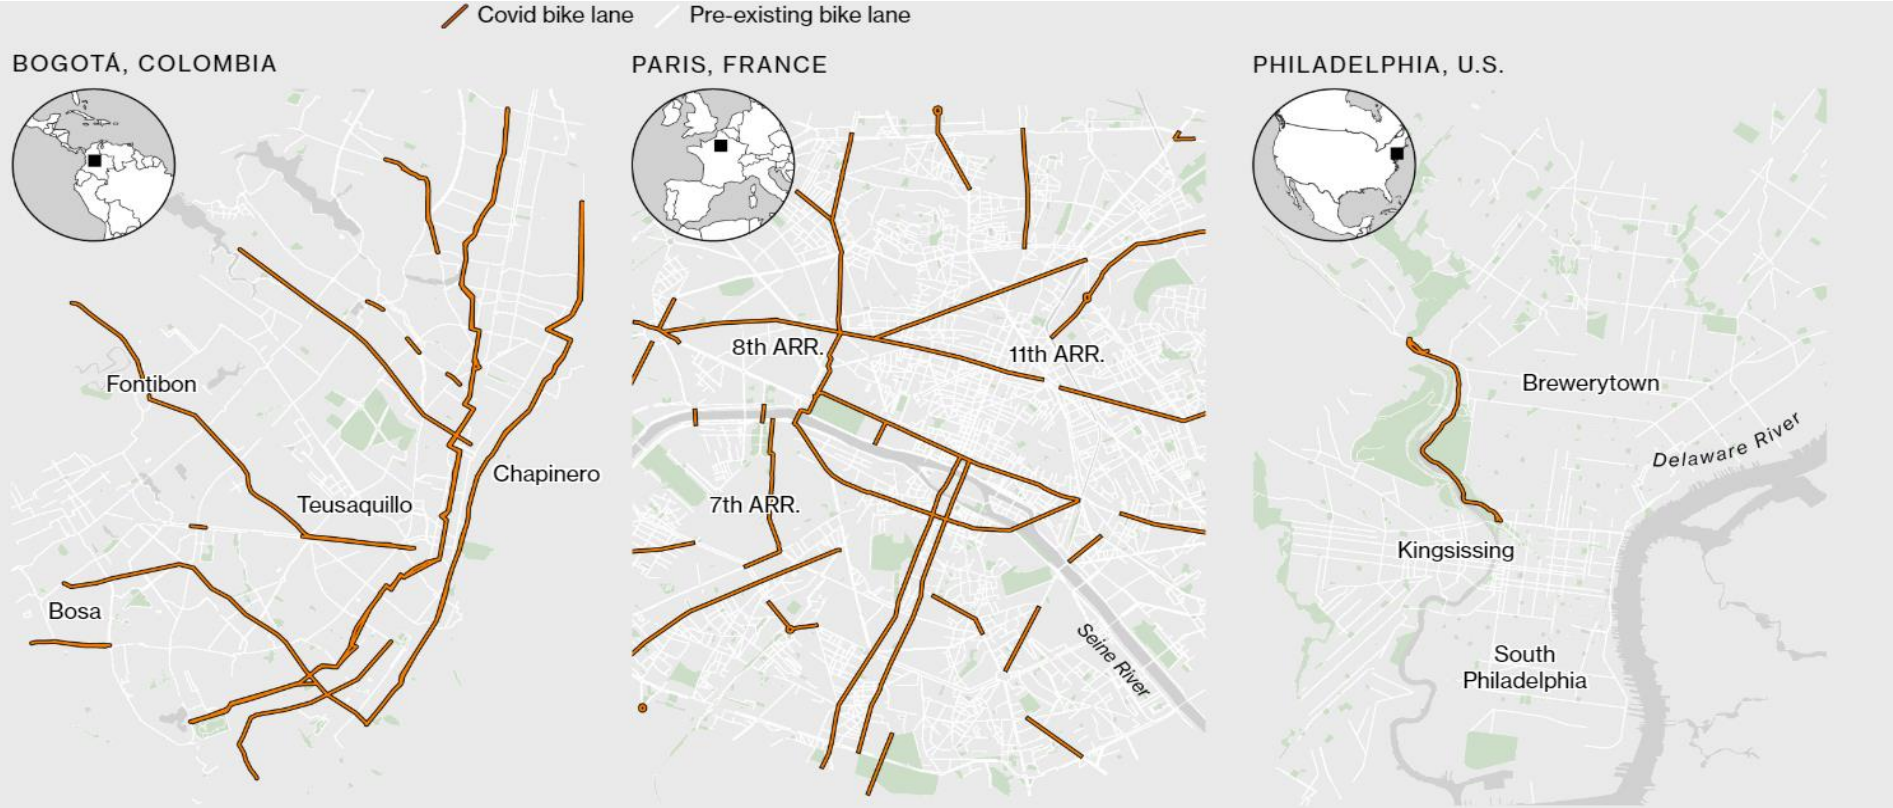 Covid bike lane
Pre-existing bike lane
BOGOTÁ, COLOMBIA
Fontibon
Teusaquillo
Chapinero
Bosa
PARIS, FRANCE
8th ARR.
11th ARR.
7th ARR.
Seine River
PHILADELPHIA, U.S.
Brewerytown
Delaware River
Kingsissing
South
Philadelphia